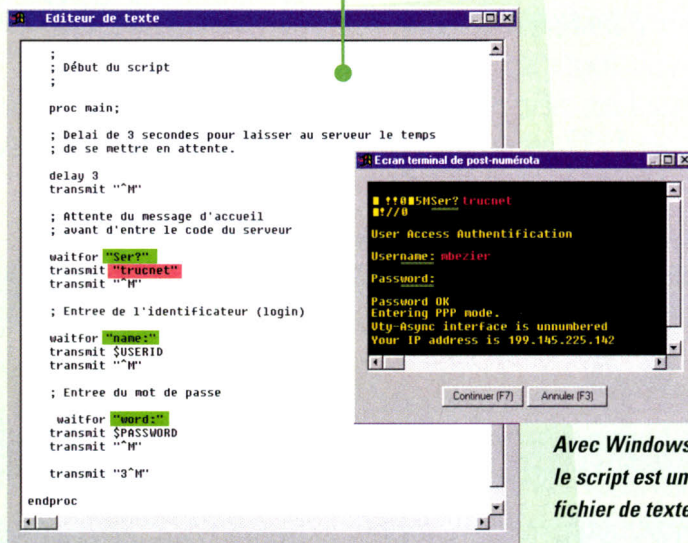 Editeur de texte
;
; Début du script
;
proc main;
; Delai de 3 secondes pour laisser au serveur le temps
; de se mettre en attente.
delay 3
transmit "^M"
; Attente du message d'accueil
; avant d'entre le code du serveur
waitfor "Ser?"
transmit "trucnet"
transmit "^M"
; Entree de l'identificator (login)
waitfor "name:"
transmit $USERID
transmit "^M"
; Entree du mot de passe
waitfor "word:"
transmit $PASSWORD
transmit "^M"
transmit "3^M"
endproc
Ecran terminal de post-numérota
!!0 5MSer? trucnet
!//0
User Access Authentification
Username: mbezier
Password:
Password OK
Entering PPP mode.
Vty-Async interface is unnumbered
Your IP address is 199.145.225.142
Continuer (F7) Annuler (F3)
Avec Windows
le script est un
fichier de texte